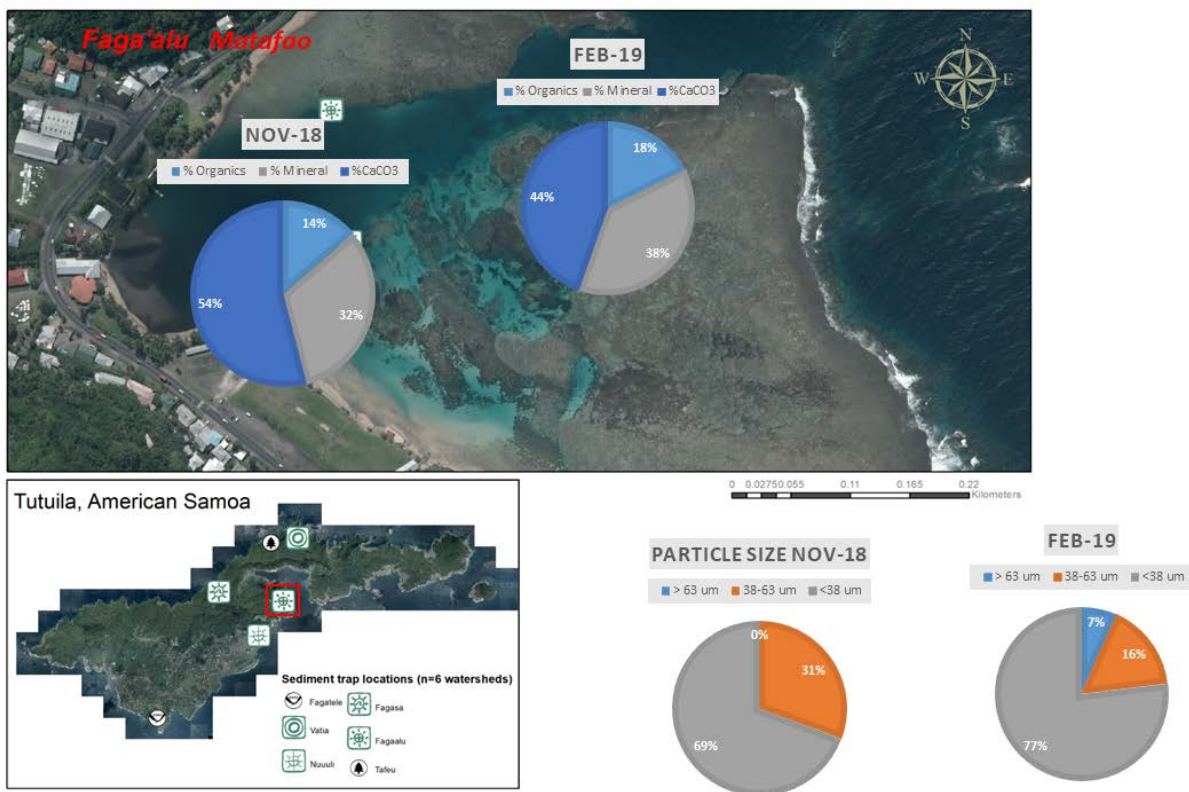 Faga'alu Matafao
N
W E
S
FEB-19
% Organics % Mineral %CaCO3
18%
44%
38%
NOV-18
% Organics % Mineral %CaCO3
14%
54%
32%
0 0.0275 0.055 0.11 0.165 0.22
Kilometers
Tutuila, American Samoa
Sediment trap locations (n=6 watersheds)
Fagatele Fagasa
Vatia Fagaalu
Nuuuli Tafeu
PARTICLE SIZE NOV-18
> 63 um 38-63 um <38 um
0%
31%
69%
FEB-19
> 63 um 38-63 um <38 um
7%
16%
77%